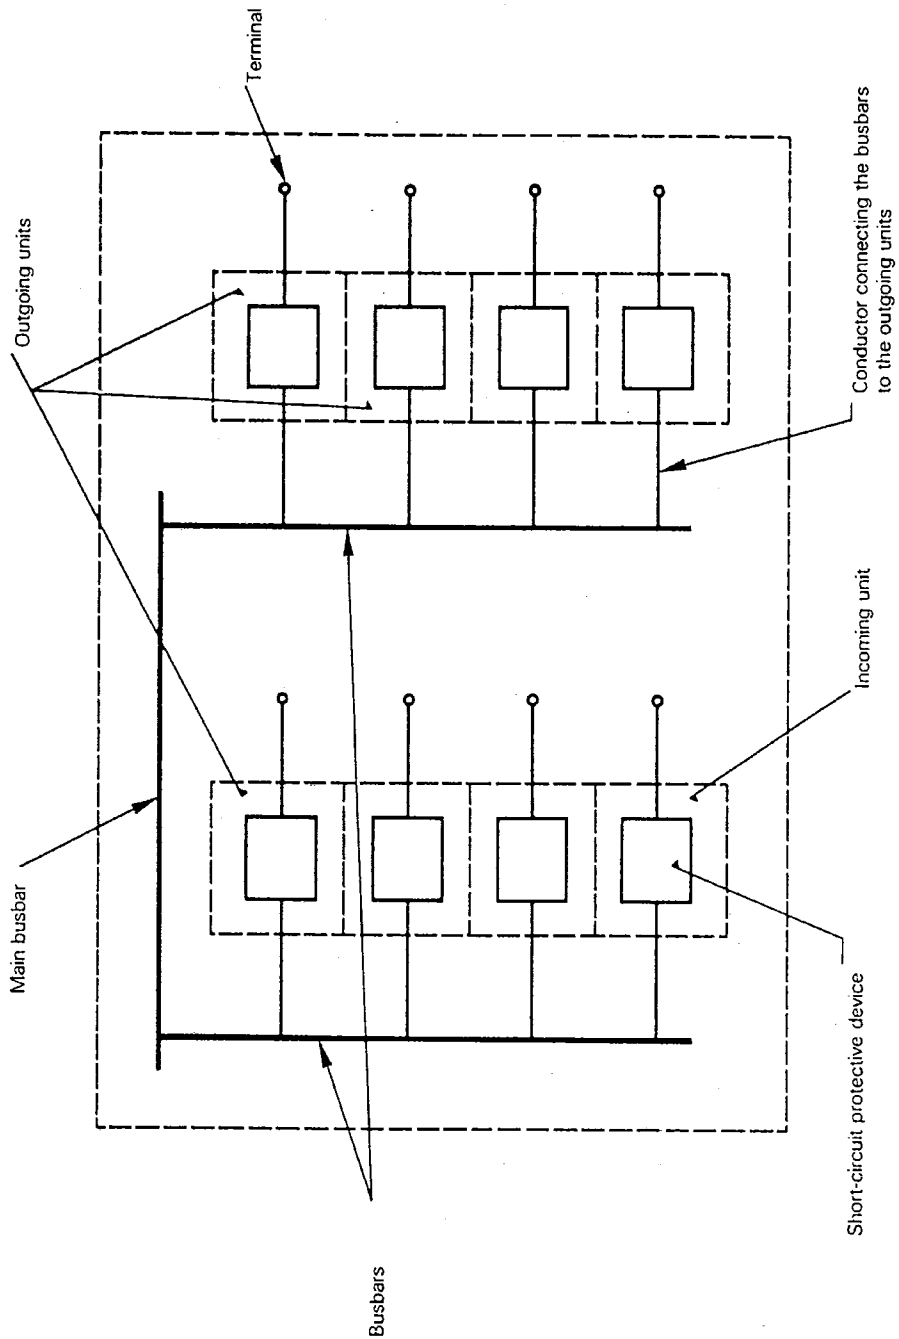 Main busbar
Outgoing units
Terminal
Busbars
Short-circuit protective device
Incoming unit
Conductor connecting the busbars
to the outgoing units